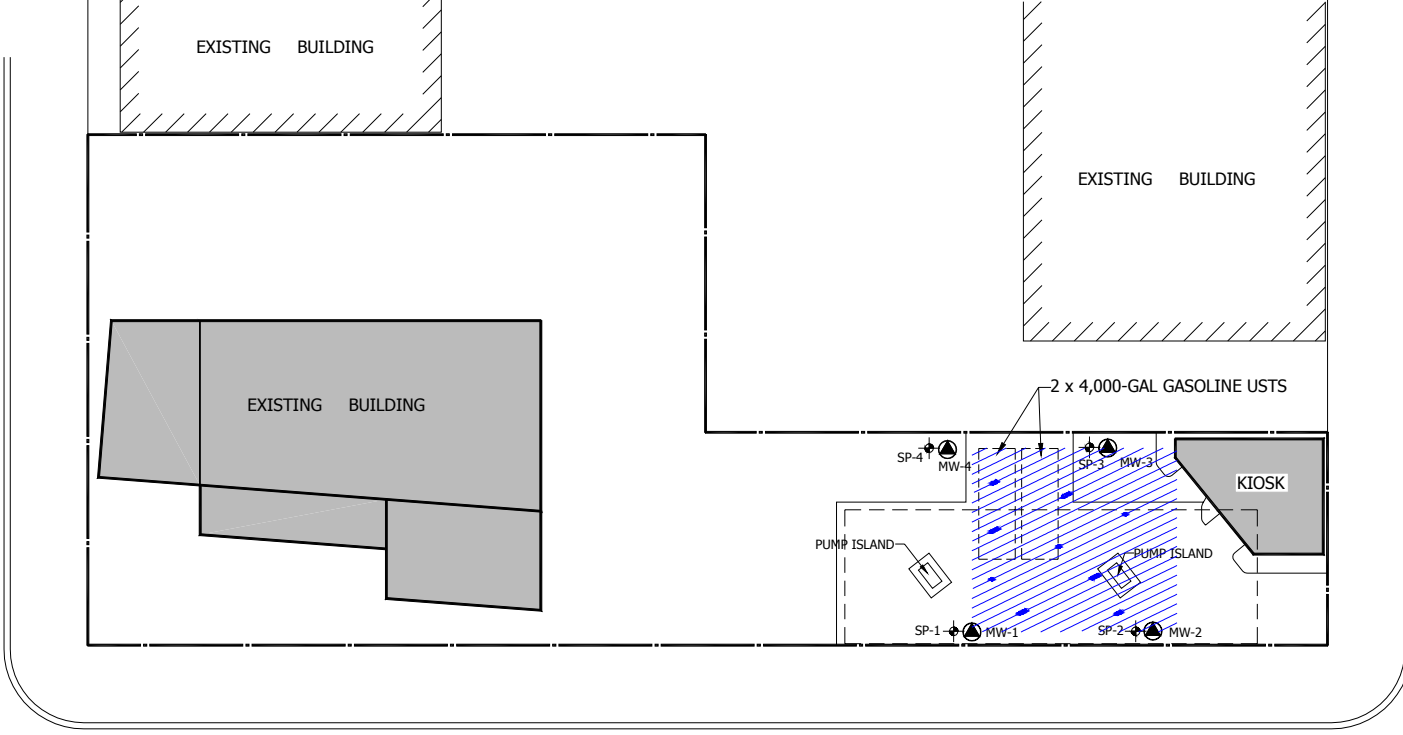 EXISTING BUILDING
EXISTING BUILDING
2 x 4,000-GAL GASOLINE USTS
EXISTING BUILDING
SP-4
MW-4
SP-3
MW-3
KIOSK
PUMP ISLAND
PUMP ISLAND
SP-1
MW-1
SP-2
MW-2